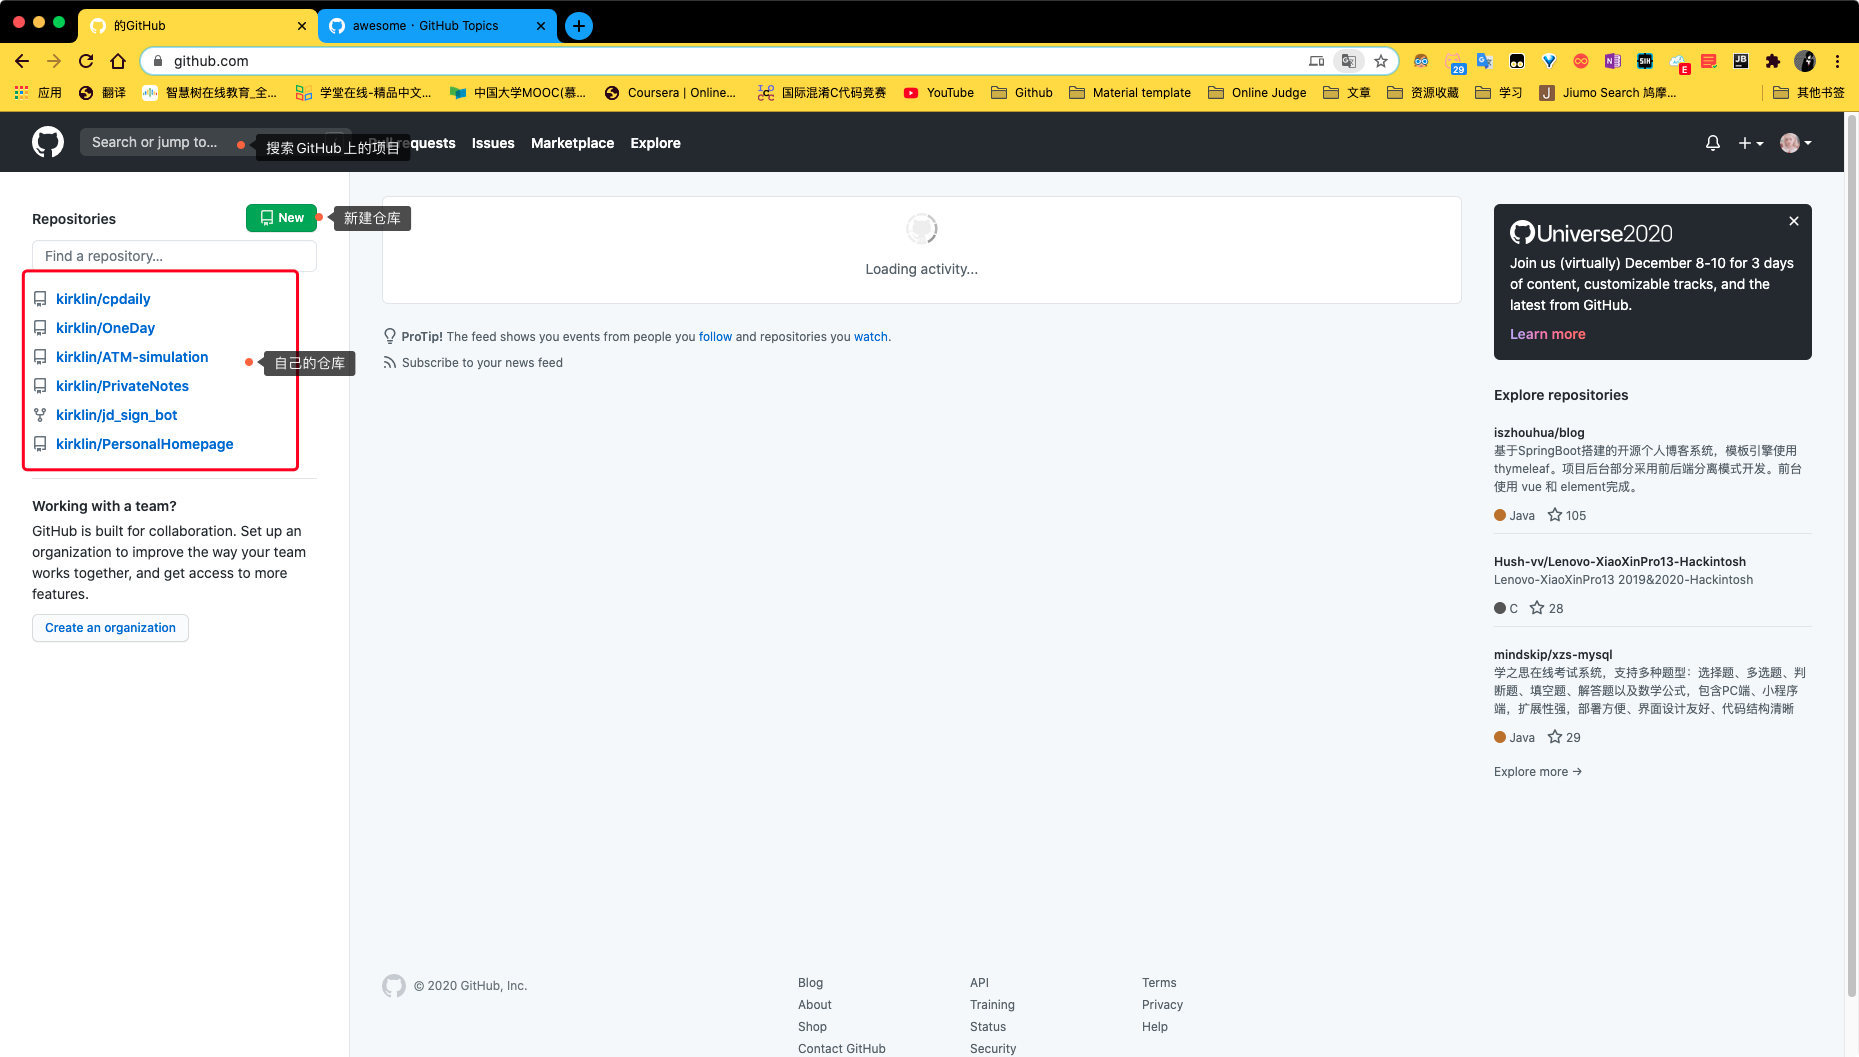 的GitHub
awesome · GitHub Topics
github.com
29
E
应用
翻译
智慧树在线教育_全...
学堂在线-精品中文...
中国大学MOOC(慕...
Coursera | Online...
国际混淆C代码竞赛
YouTube
Github
Material template
Online Judge
文章
资源收藏
学习
Jiumo Search 鸠摩...
其他书签
Search or jump to...
搜索GitHub上的项目
quests
Issues
Marketplace
Explore
Repositories
New
新建仓库
Find a repository...
kirklin/cpdaily
kirklin/OneDay
kirklin/ATM-simulation
自己的仓库
kirklin/PrivateNotes
kirklin/jd_sign_bot
kirklin/PersonalHomepage
Working with a team?
GitHub is built for collaboration. Set up an
organization to improve the way your team
works together, and get access to more
features.
Create an organization
Loading activity...
ProTip! The feed shows you events from people you follow and repositories you watch.
Subscribe to your news feed
Universe2020
Join us (virtually) December 8-10 for 3 days
of content, customizable tracks, and the
latest from GitHub.
Learn more
Explore repositories
iszhouhua/blog
基于SpringBoot搭建的开源个人博客系统，模板引擎使用
thymeleaf。项目后台部分采用前后端分离模式开发。前台
使用 vue 和 element完成。
Java 105
Hush-vv/Lenovo-XiaoXinPro13-Hackintosh
Lenovo-XiaoXinPro13 2019&2020-Hackintosh
C 28
mindskip/xzs-mysql
学之思在线考试系统，支持多种题型：选择题、多选题、判
断题、填空题、解答题以及数学公式，包含PC端、小程序
端，扩展性强，部署方便、界面设计友好、代码结构清晰
Java 29
Explore more →
© 2020 GitHub, Inc.
Blog
About
Shop
Contact GitHub
API
Training
Status
Security
Terms
Privacy
Help